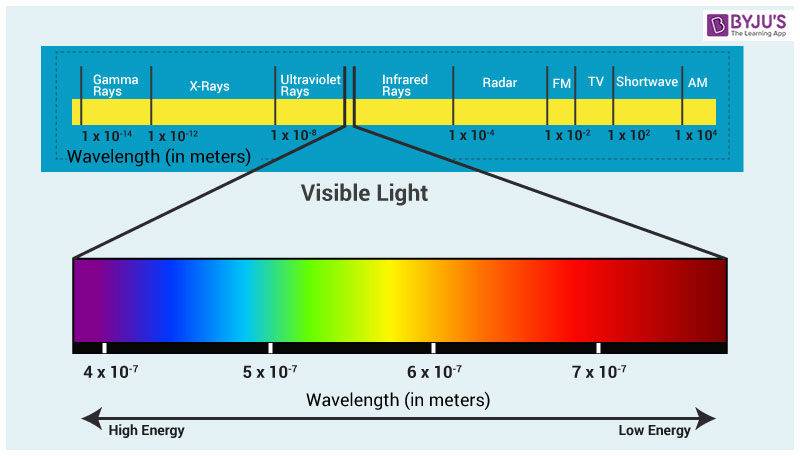 BYJU'S
The Learning App
Gamma Rays
X-Rays
Ultraviolet Rays
Infrared Rays
Radar
FM
TV
Shortwave
AM
1 x 10⁻¹⁴
1 x 10⁻¹²
1 x 10⁻⁸
1 x 10⁻⁴
1 x 10⁻²
1 x 10²
1 x 10⁴
Wavelength (in meters)
Visible Light
4 x 10⁻⁷
5 x 10⁻⁷
6 x 10⁻⁷
7 x 10⁻⁷
Wavelength (in meters)
High Energy
Low Energy